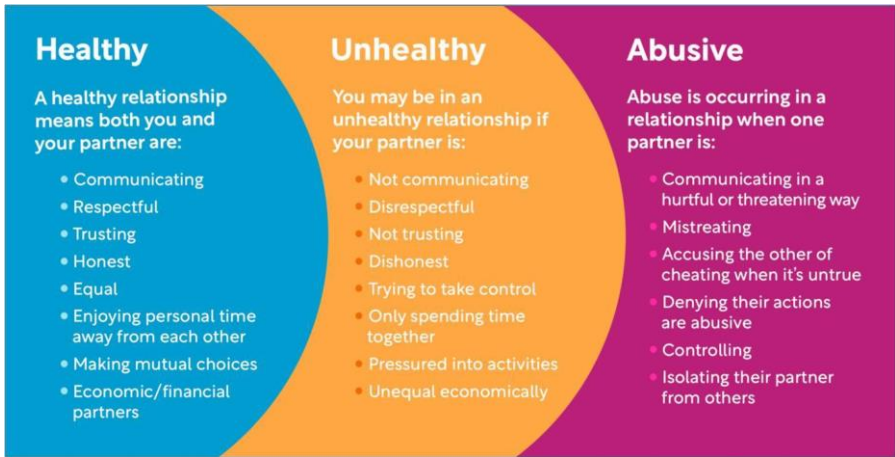 Healthy
A healthy relationship
means both you and
your partner are:
• Communicating
• Respectful
• Trusting
• Honest
• Equal
• Enjoying personal time
away from each other
• Making mutual choices
• Economic/financial
partners
Unhealthy
You may be in an
unhealthy relationship if
your partner is:
• Not communicating
• Disrespectful
• Not trusting
• Dishonest
• Trying to take control
• Only spending time
together
• Pressured into activities
• Unequal economically
Abusive
Abuse is occurring in a
relationship when one
partner is:
• Communicating in a
hurtful or threatening way
• Mistreating
• Accusing the other of
cheating when it's untrue
• Denying their actions
are abusive
• Controlling
• Isolating their partner
from others